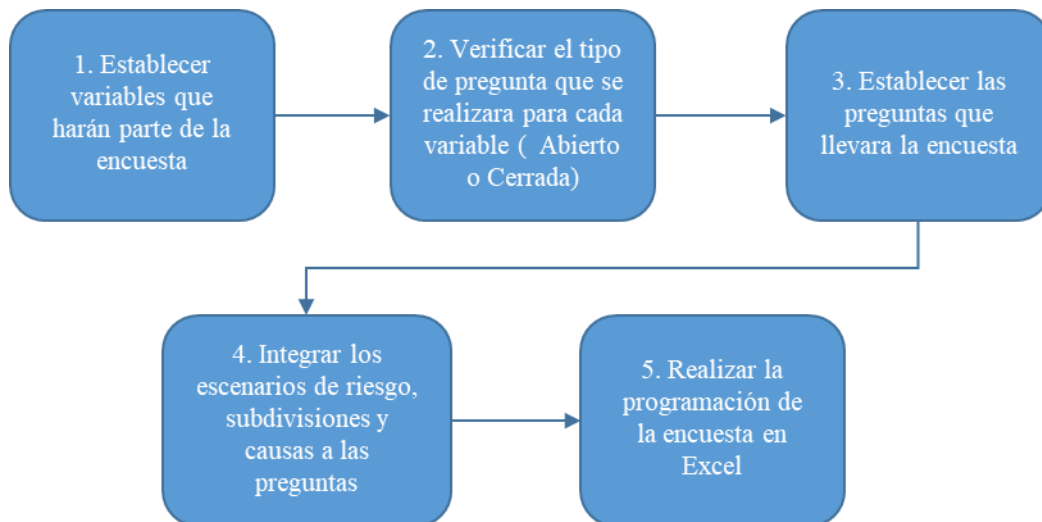 1. Establecer
variables que
harán parte de la
encuesta
2. Verificar el tipo
de pregunta que se
realizara para cada
variable ( Abierto
o Cerrada)
3. Establecer las
preguntas que
llevara la encuesta
4. Integrar los
escenarios de riesgo,
subdivisiones y
causas a las
preguntas
5. Realizar la
programación de
la encuesta en
Excel